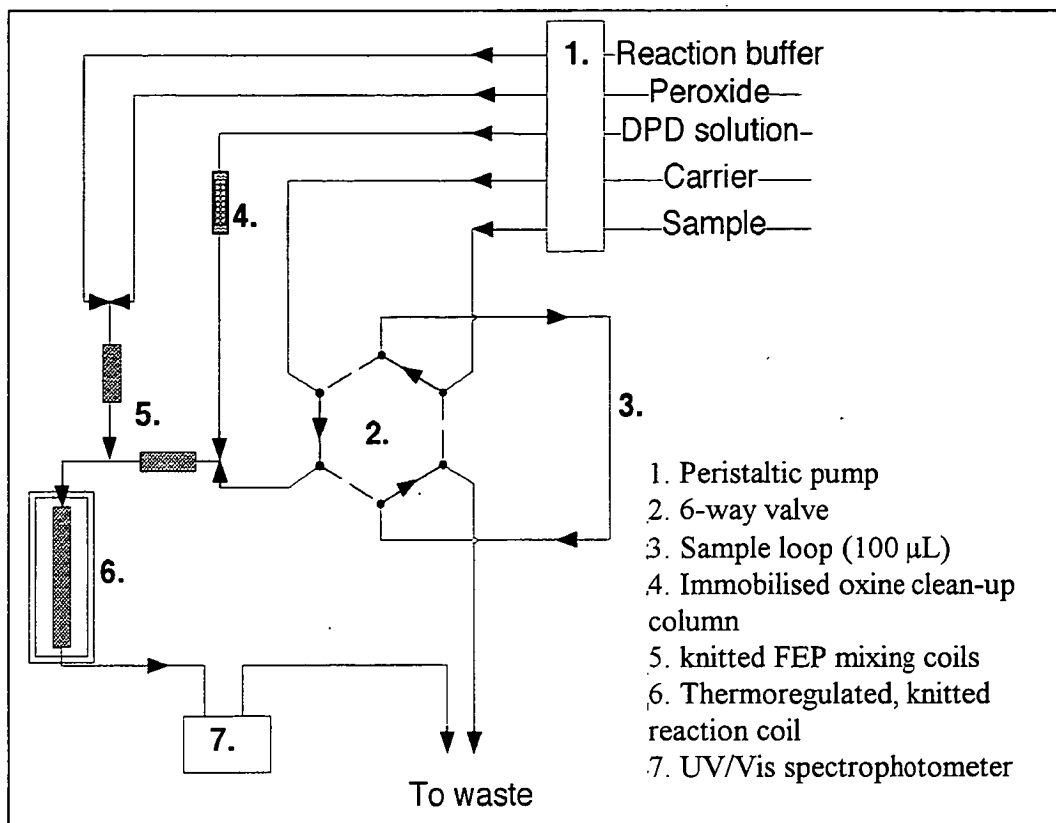 1.
Reaction buffer
Peroxide
DPD solution
Carrier
Sample
4.
5.
2.
3.
6.
7.
To waste
1. Peristaltic pump
2. 6-way valve
3. Sample loop (100 µL)
4. Immobilised oxine clean-up
column
5. knitted FEP mixing coils
6. Thermoregulated, knitted
reaction coil
7. UV/Vis spectrophotometer